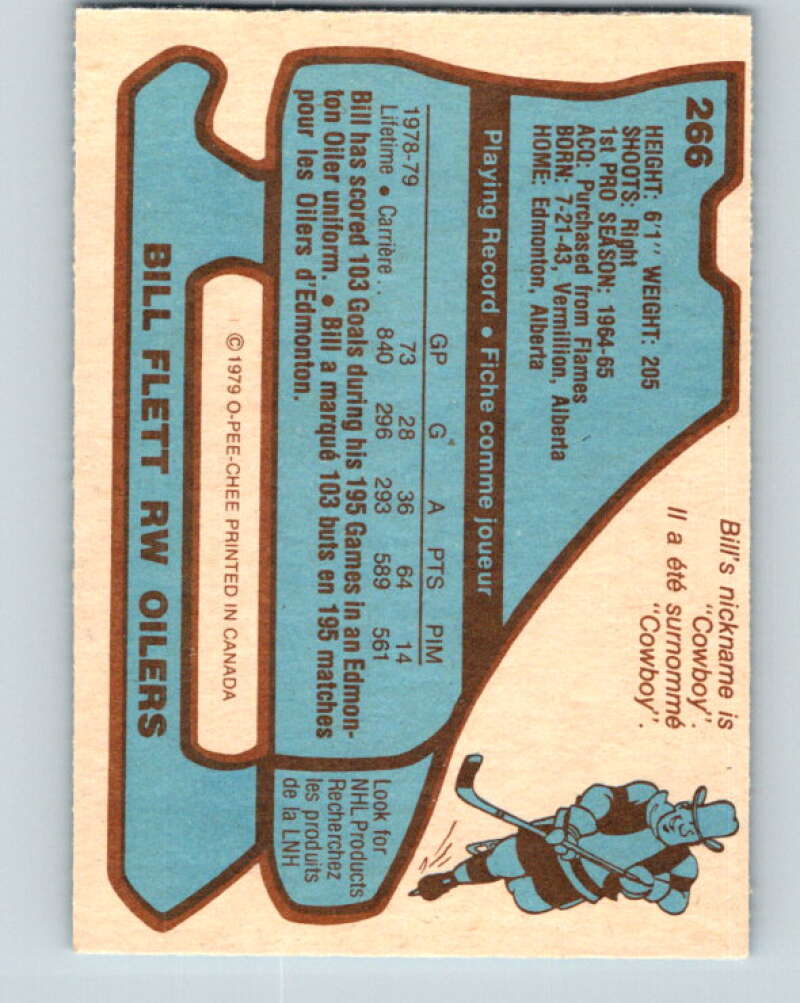 266
HEIGHT: 6'1'' WEIGHT: 205
SHOOTS: Right
1st PRO SEASON: 1964-65
ACQ: Purchased from Flames
BORN: 7-21-43, Vermillion, Alberta
HOME: Edmonton, Alberta
Bill's nickname is
"Cowboy".
Il a été surnommé
"Cowboy".
Playing Record • Fiche comme joueur
GP G A PTS PIM
1978-79 73 28 36 64 14
Lifetime • Carrière .. 840 296 293 589 561
Bill has scored 103 Goals during his 195 Games in an Edmon-
ton Oiler uniform. • Bill a marqué 103 buts en 195 matches
pour les Oilers d'Edmonton.
Look for
NHL Products
Recherchez
les produits
de la LNH
© 1979 O-PEE-CHEE PRINTED IN CANADA
BILL FLETT RW OILERS